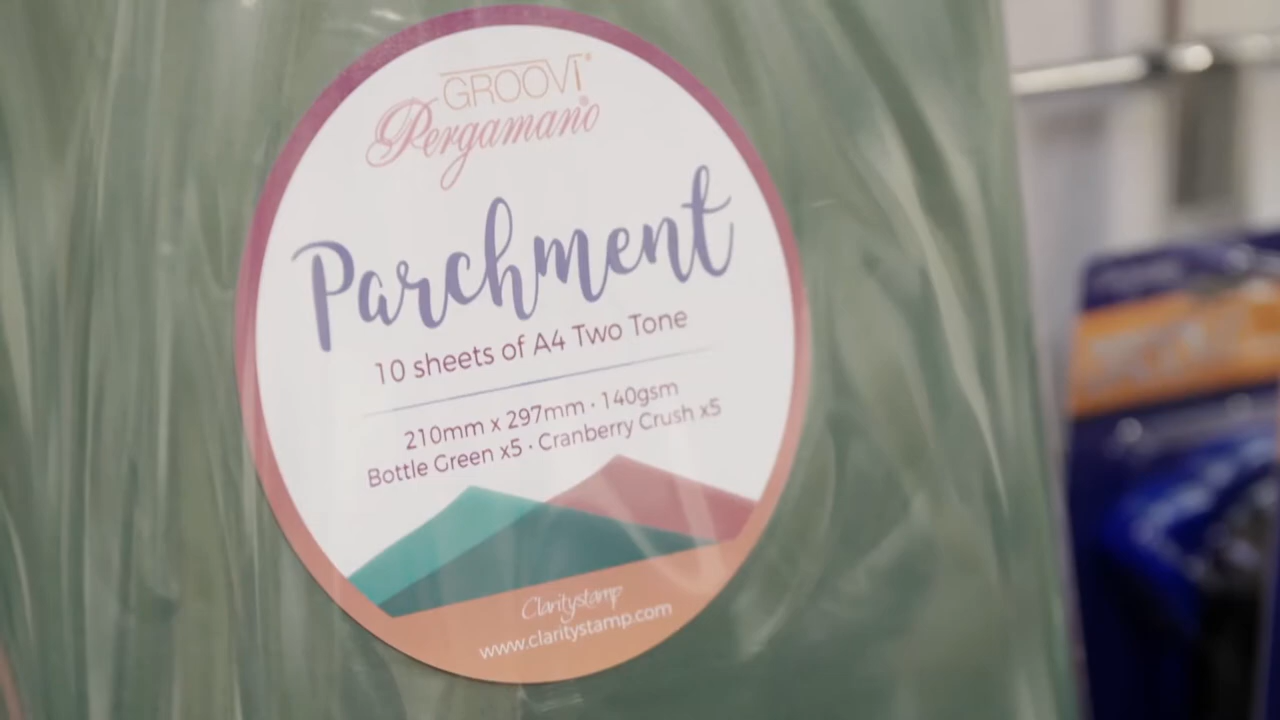 GROOVI®
Pergamano®
Parchment
10 sheets of A4 Two Tone
210mm x 297mm · 140gsm
Bottle Green x5 · Cranberry Crush x5
Claritystamp
www.claritystamp.com